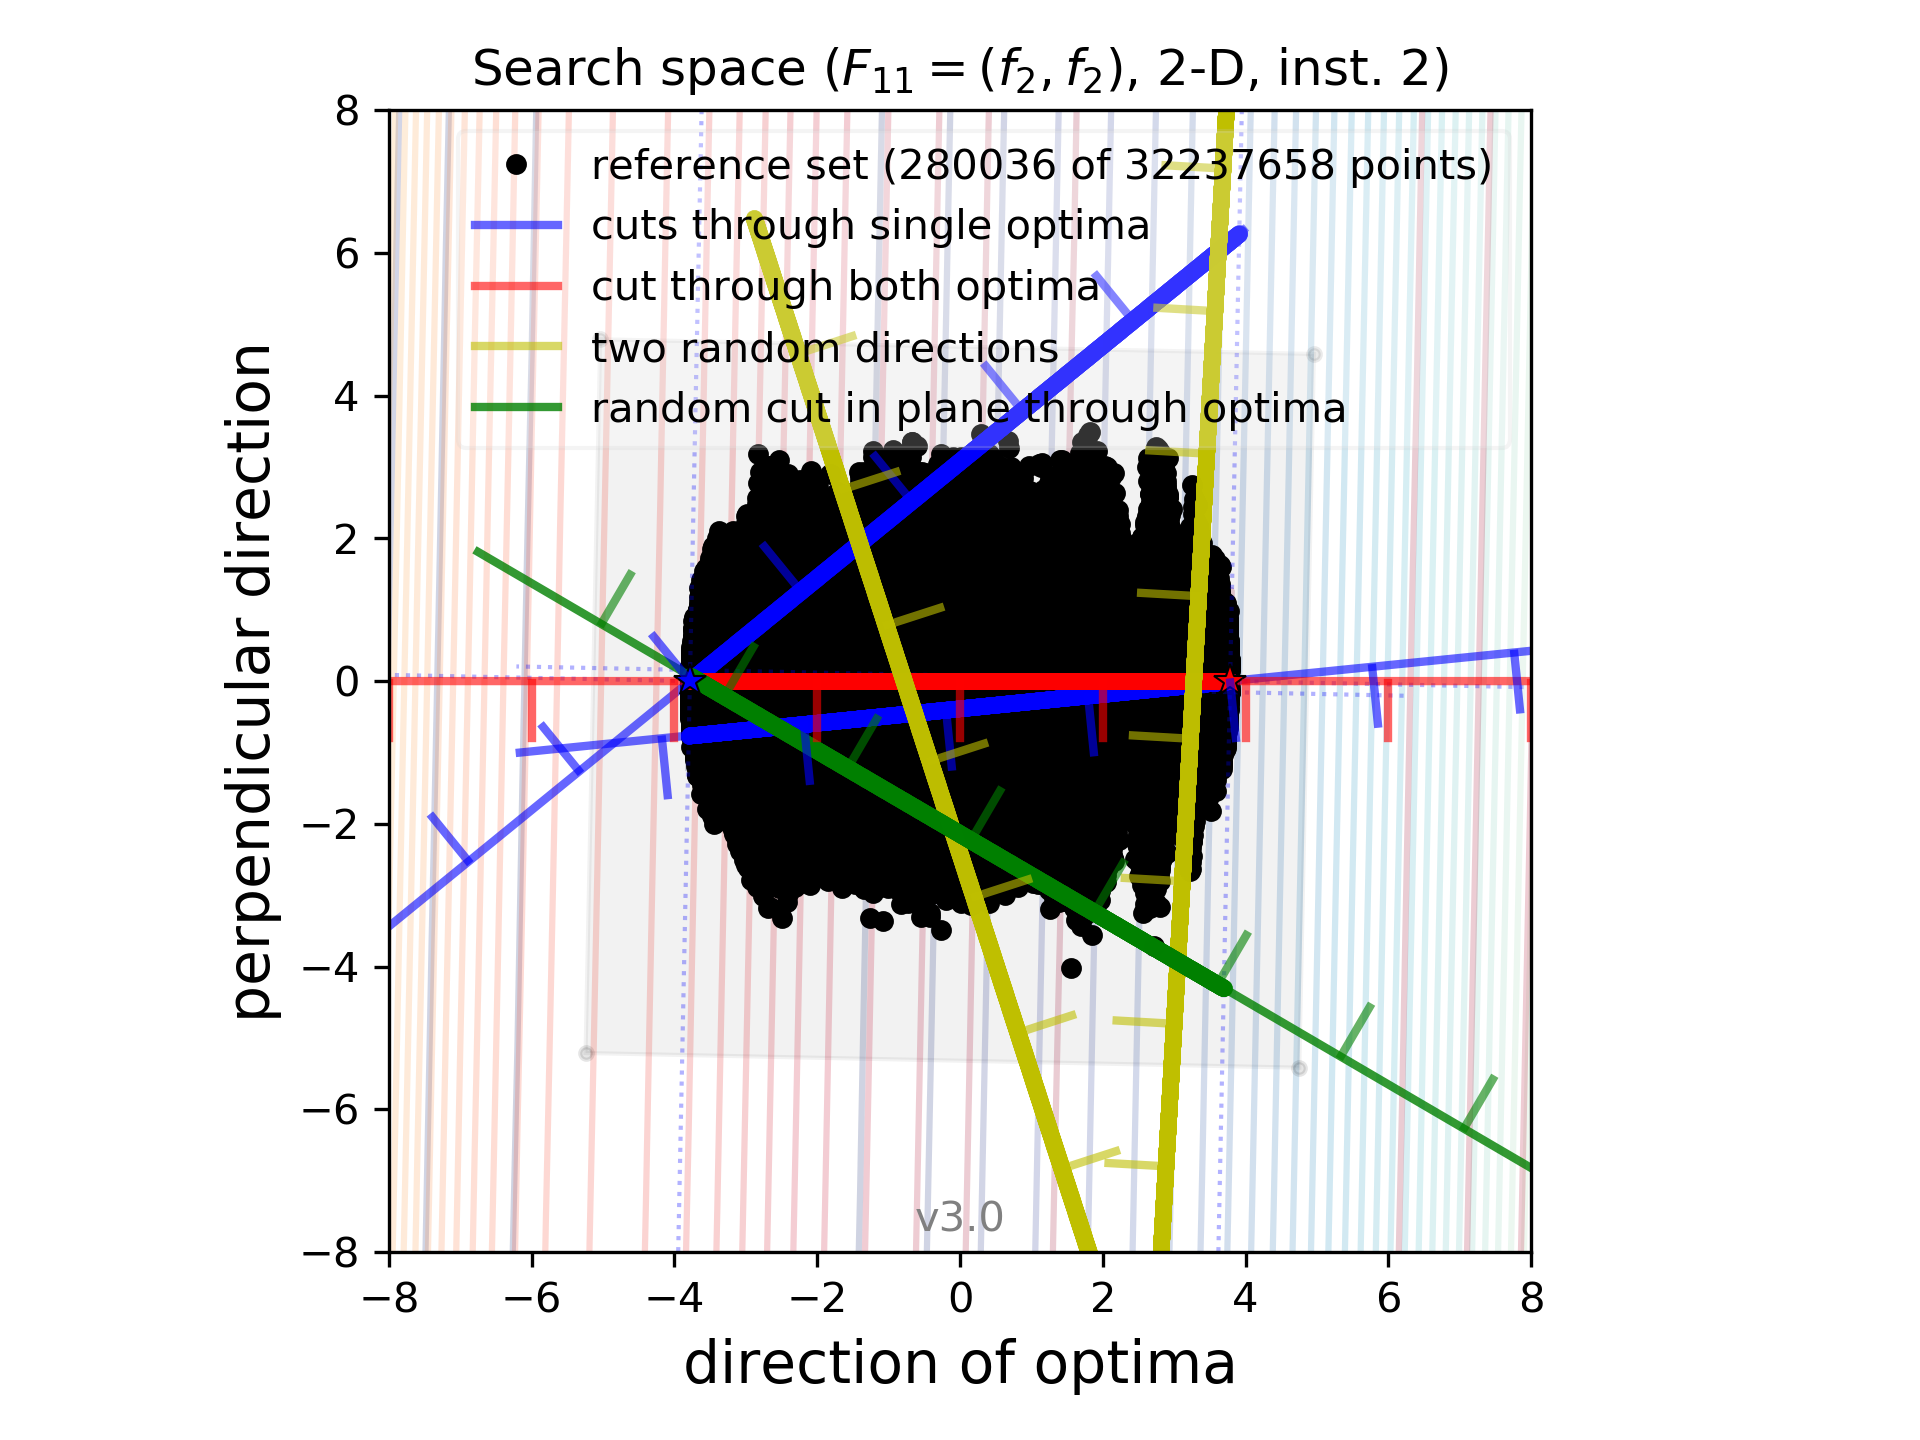 Search space (F₁₁ = (f₂, f₂), 2-D, inst. 2)
reference set (280036 of 32237658 points)
cuts through single optima
cut through both optima
two random directions
random cut in plane through optima
8
6
4
2
0
−2
−4
−6
−8
perpendicular direction
v3.0
−8 −6 −4 −2 0 2 4 6 8
direction of optima